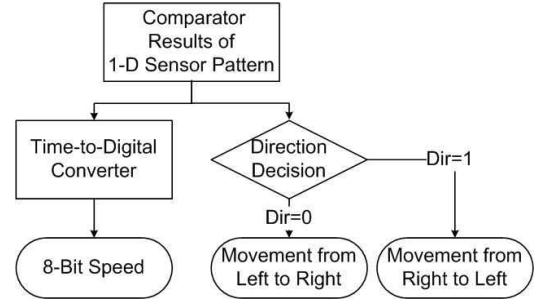 Comparator
Results of
1-D Sensor Pattern
Time-to-Digital
Converter
Direction
Decision
Dir=1
Dir=0
8-Bit Speed
Movement from
Left to Right
Movement from
Right to Left